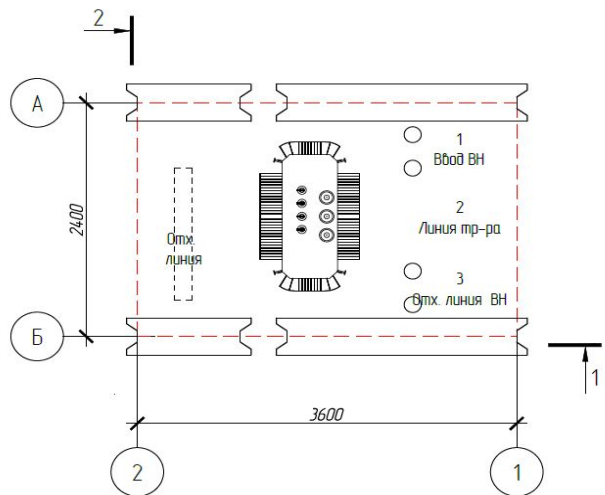 2
А
1
Ввод ВН
2
Линия тр-ра
Отх.
линия
3
Отх. линия ВН
2400
Б
1
3600
2
1